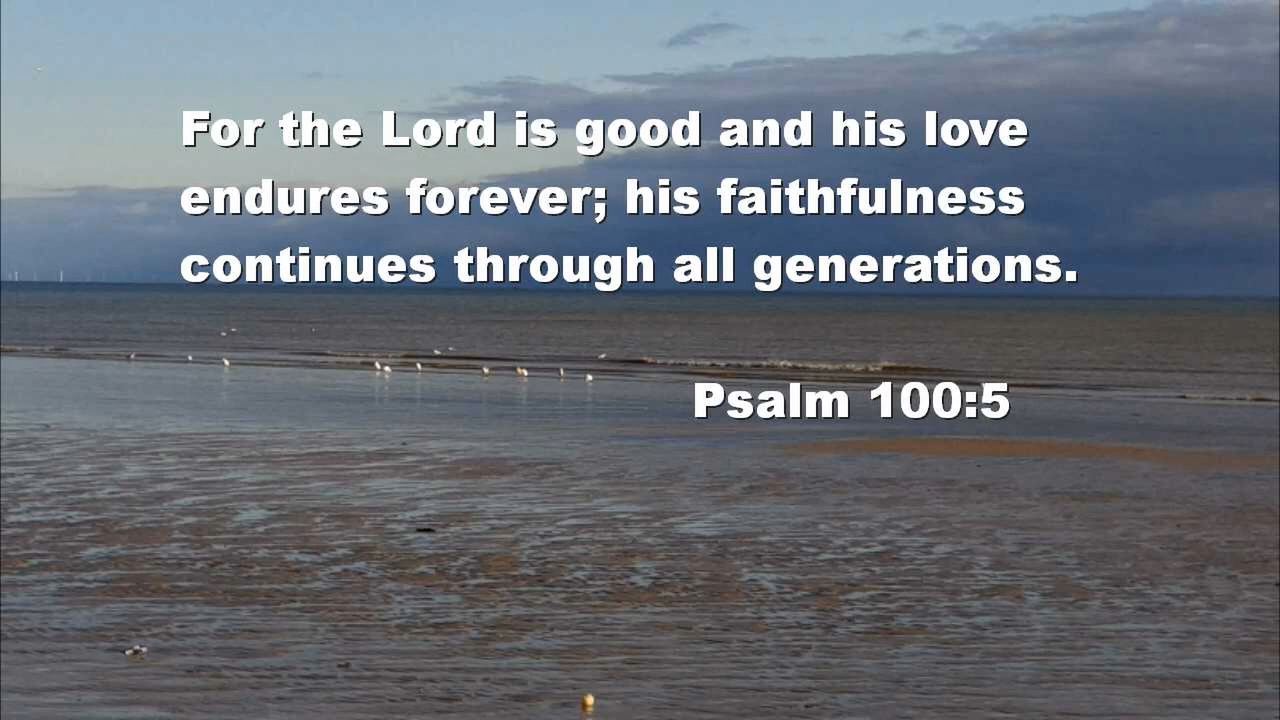 For the Lord is good and his love
endures forever; his faithfulness
continues through all generations.
Psalm 100:5